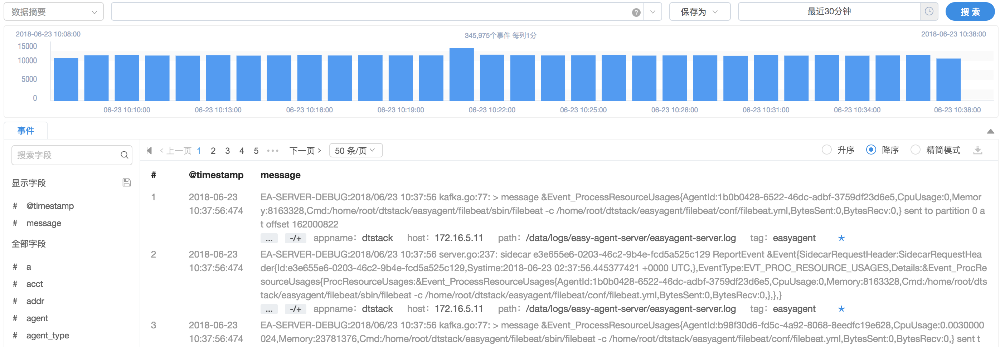 数据摘要
?
保存为
最近30分钟
搜 索
2018-06-23 10:08:00
345,975个事件 每列1分
2018-06-23 10:38:00
15000
10000
5000
0
06-23 10:10:00
06-23 10:13:00
06-23 10:16:00
06-23 10:19:00
06-23 10:22:00
06-23 10:25:00
06-23 10:28:00
06-23 10:31:00
06-23 10:34:00
06-23 10:38:00
事件
搜索字段
显示字段
# @timestamp
# message
全部字段
# a
# acct
# addr
# agent
# agent_type
< 上一页 1 2 3 4 5 ••• 下一页 > 50 条/页
升序 降序 精简模式
# @timestamp message
1 2018-06-23 10:37:56:474
EA-SERVER-DEBUG:2018/06/23 10:37:56 kafka.go:77: > message &Event_ProcessResourceUsages{AgentId:1b0b0428-6522-46dc-adbf-3759df23d6e5,CpuUsage:0,Memor
y:8163328,Cmd:/home/root/dtstack/easyagent/filebeat/sbin/filebeat -c /home/root/dtstack/easyagent/filebeat/conf/filebeat.yml,BytesSent:0,BytesRecv:0,} sent to partition 0 a
t offset 162000822
... -/+ appname： dtstack host： 172.16.5.11 path： /data/logs/easy-agent-server/easyagent-server.log tag： easyagent *
2 2018-06-23 10:37:56:474
EA-SERVER-DEBUG:2018/06/23 10:37:56 server.go:237: sidecar e3e655e6-0203-46c2-9b4e-fcd5a525c129 ReportEvent &Event{SidecarRequestHeader:SidecarRequestHea
der{Id:e3e655e6-0203-46c2-9b4e-fcd5a525c129,Systime:2018-06-23 02:37:56.445377421 +0000 UTC,},EventType:EVT_PROC_RESOURCE_USAGES,Details:&Event_ProcRe
sourceUsages{ProcResourceUsages:&Event_ProcessResourceUsages{AgentId:1b0b0428-6522-46dc-adbf-3759df23d6e5,CpuUsage:0,Memory:8163328,Cmd:/home/root/dts
tack/easyagent/filebeat/sbin/filebeat -c /home/root/dtstack/easyagent/filebeat/conf/filebeat.yml,BytesSent:0,BytesRecv:0,},},}
... -/+ appname： dtstack host： 172.16.5.11 path： /data/logs/easy-agent-server/easyagent-server.log tag： easyagent *
3 2018-06-23 10:37:56:474
EA-SERVER-DEBUG:2018/06/23 10:37:56 kafka.go:77: > message &Event_ProcessResourceUsages{AgentId:b98f30d6-fd5c-4a92-8068-8eedfc19e628,CpuUsage:0.0030000
024,Memory:23781376,Cmd:/home/root/dtstack/easyagent/filebeat/sbin/filebeat -c /home/root/dtstack/easyagent/filebeat/conf/filebeat.yml,BytesSent:0,BytesRecv:0,} sent t